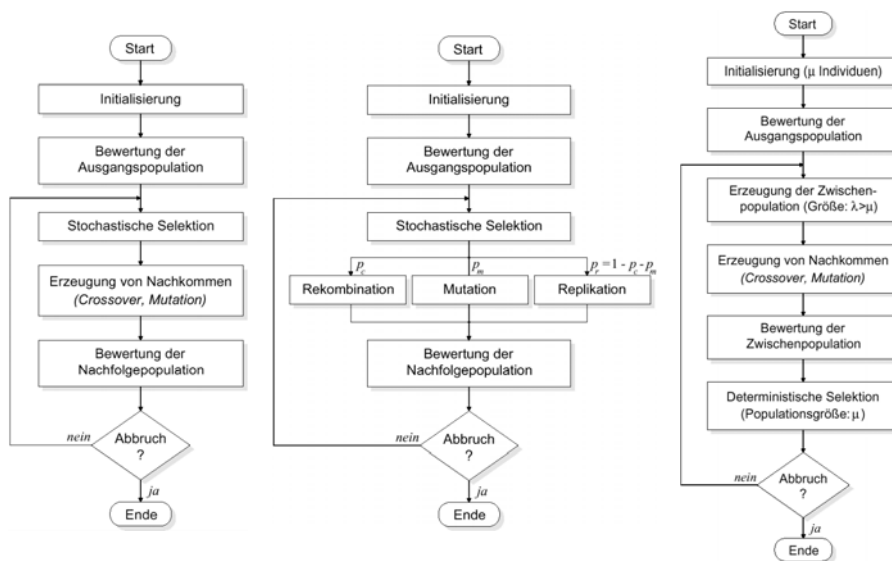 Start
Initialisierung
Bewertung der
Ausgangspopulation
Stochastische Selektion
Erzeugung von Nachkommen
(Crossover, Mutation)
Bewertung der
Nachfolgepopulation
nein
Abbruch
?
ja
Ende
Start
Initialisierung
Bewertung der
Ausgangspopulation
Stochastische Selektion
p_c
p_m
p_r = 1 - p_c - p_m
Rekombination
Mutation
Replikation
Bewertung der
Nachfolgepopulation
nein
Abbruch
?
ja
Ende
Start
Initialisierung (µ Individuen)
Bewertung der
Ausgangspopulation
Erzeugung der Zwischen-
population (Größe: λ>µ)
Erzeugung von Nachkommen
(Crossover, Mutation)
Bewertung der
Zwischenpopulation
Deterministische Selektion
(Populationsgröße: µ)
nein
Abbruch
?
ja
Ende